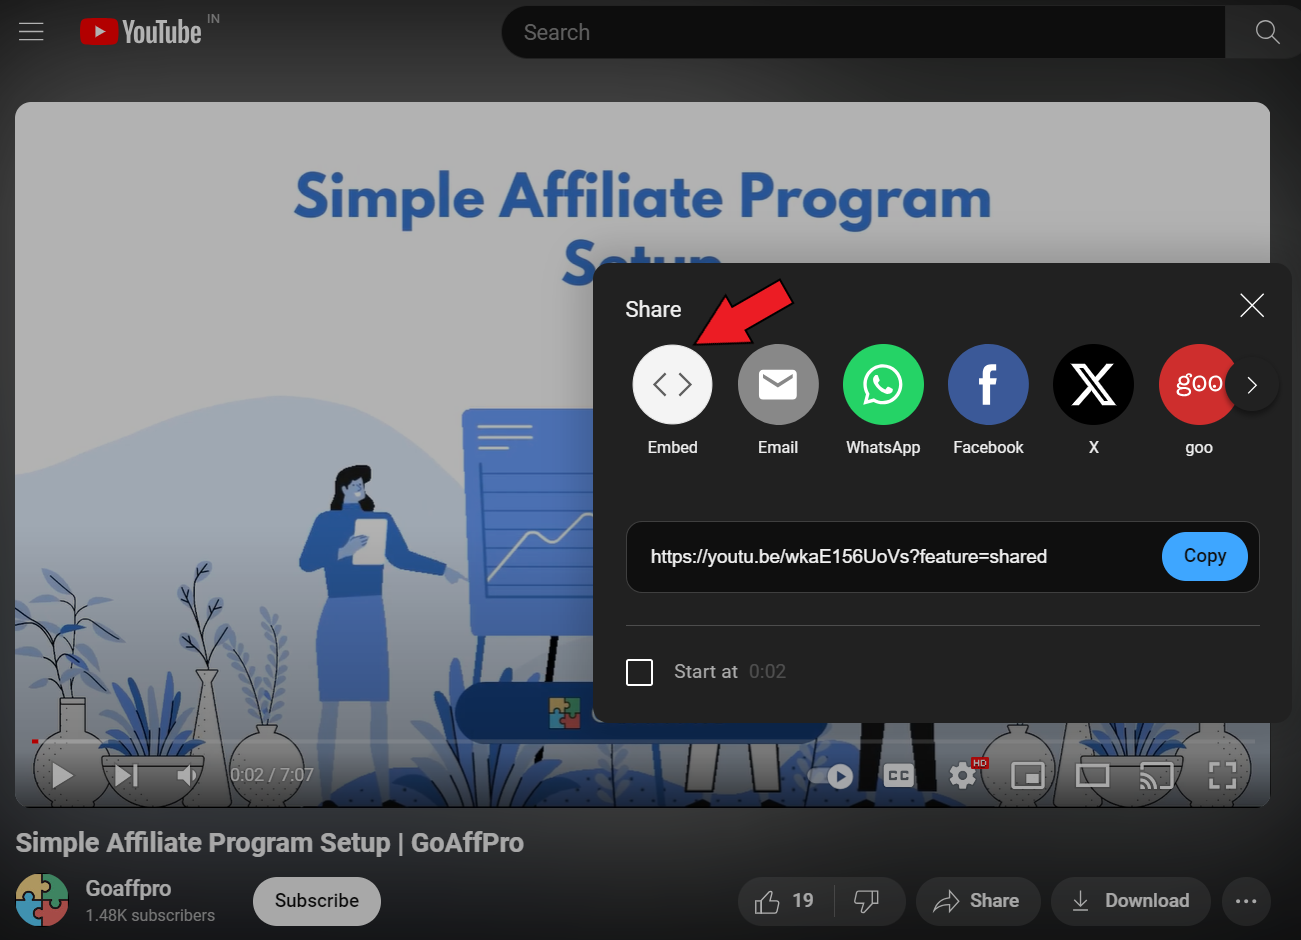 YouTube IN
Search
Simple Affiliate Program
Setup
Share
Embed
Email
WhatsApp
Facebook
X
goo
goo
https://youtu.be/wkaE156UoVs?feature=shared
Copy
Start at 0:02
0:02 / 7:07
CC
HD
Simple Affiliate Program Setup | GoAffPro
Goaffpro
1.48K subscribers
Subscribe
19
Share
Download